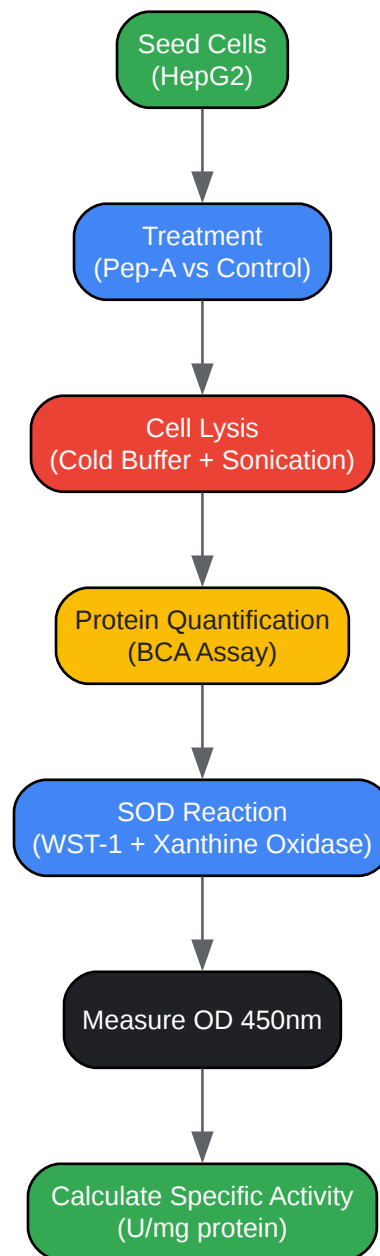 Seed Cells
(HepG2)
Treatment
(Pep-A vs Control)
Cell Lysis
(Cold Buffer + Sonication)
Protein Quantification
(BCA Assay)
SOD Reaction
(WST-1 + Xanthine Oxidase)
Measure OD 450nm
Calculate Specific Activity
(U/mg protein)